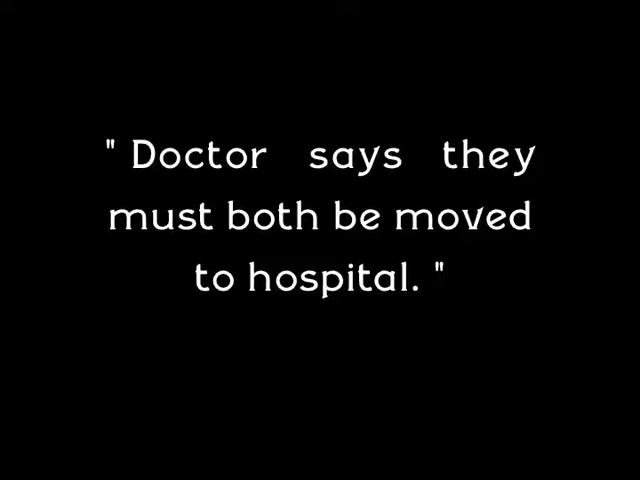 " Doctor says they
must both be moved
to hospital. "